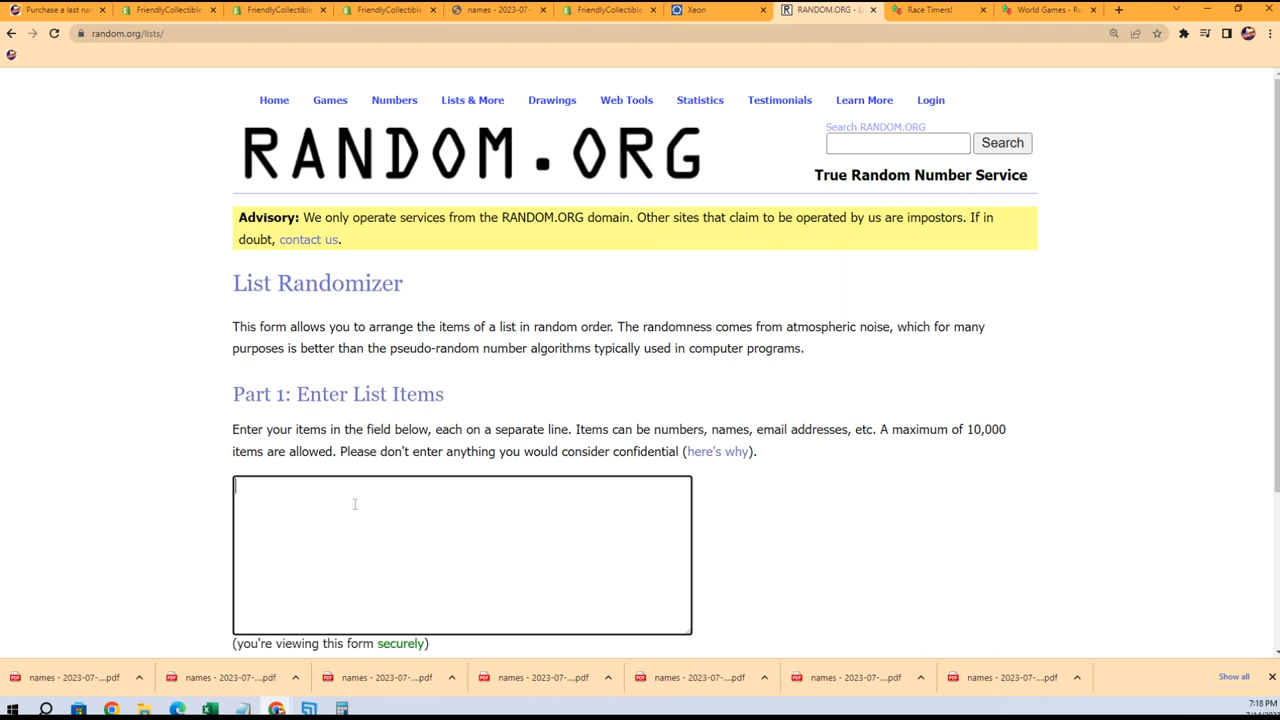 Purchase a last na
FriendlyCollectible
FriendlyCollectible
FriendlyCollectible
names - 2023-07-
FriendlyCollectible
Xeon
RANDOM.ORG - L
Race Timers!
World Games - Ru
random.org/lists/
Home Games Numbers Lists & More Drawings Web Tools Statistics Testimonials Learn More Login
RANDOM.ORG
Search RANDOM.ORG
Search
True Random Number Service
Advisory: We only operate services from the RANDOM.ORG domain. Other sites that claim to be operated by us are impostors. If in
doubt, contact us.
List Randomizer
This form allows you to arrange the items of a list in random order. The randomness comes from atmospheric noise, which for many
purposes is better than the pseudo-random number algorithms typically used in computer programs.
Part 1: Enter List Items
Enter your items in the field below, each on a separate line. Items can be numbers, names, email addresses, etc. A maximum of 10,000
items are allowed. Please don't enter anything you would consider confidential (here's why).
(you're viewing this form securely)
names - 2023-07-....pdf
names - 2023-07-....pdf
names - 2023-07-....pdf
names - 2023-07-....pdf
names - 2023-07-....pdf
names - 2023-07-....pdf
names - 2023-07-....pdf
Show all
7:18 PM